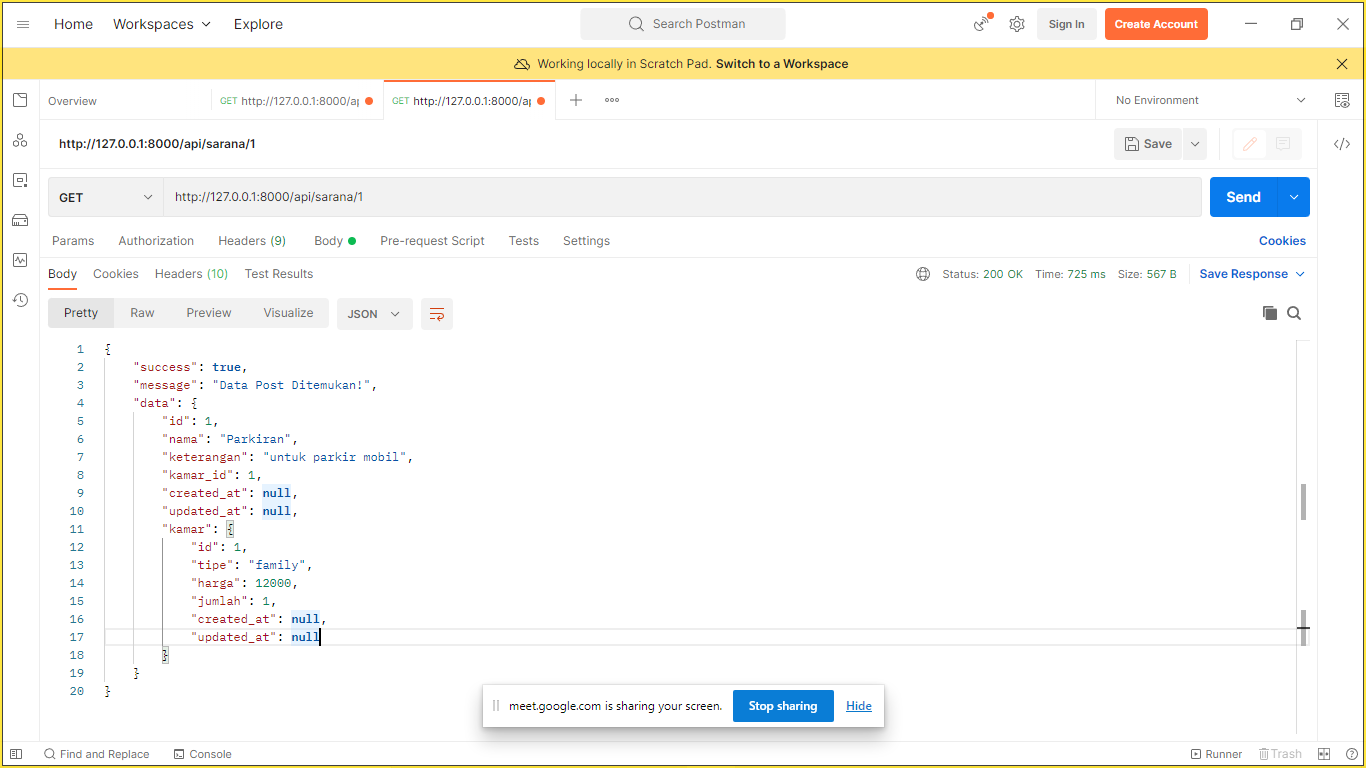 Home Workspaces Explore Search Postman Sign In Create Account
Working locally in Scratch Pad. Switch to a Workspace
Overview GET http://127.0.0.1:8000/ap GET http://127.0.0.1:8000/ap No Environment
http://127.0.0.1:8000/api/sarana/1 Save
GET http://127.0.0.1:8000/api/sarana/1 Send
Params Authorization Headers (9) Body Pre-request Script Tests Settings Cookies
Body Cookies Headers (10) Test Results Status: 200 OK Time: 725 ms Size: 567 B Save Response
Pretty Raw Preview Visualize JSON
1 {
2 "success": true,
3 "message": "Data Post Ditemukan!",
4 "data": {
5 "id": 1,
6 "nama": "Parkiran",
7 "keterangan": "untuk parkir mobil",
8 "kamar_id": 1,
9 "created_at": null,
10 "updated_at": null,
11 "kamar": {
12 "id": 1,
13 "tipe": "family",
14 "harga": 12000,
15 "jumlah": 1,
16 "created_at": null,
17 "updated_at": null
18 }
19 }
20 }
meet.google.com is sharing your screen. Stop sharing Hide
Find and Replace Console Runner Trash